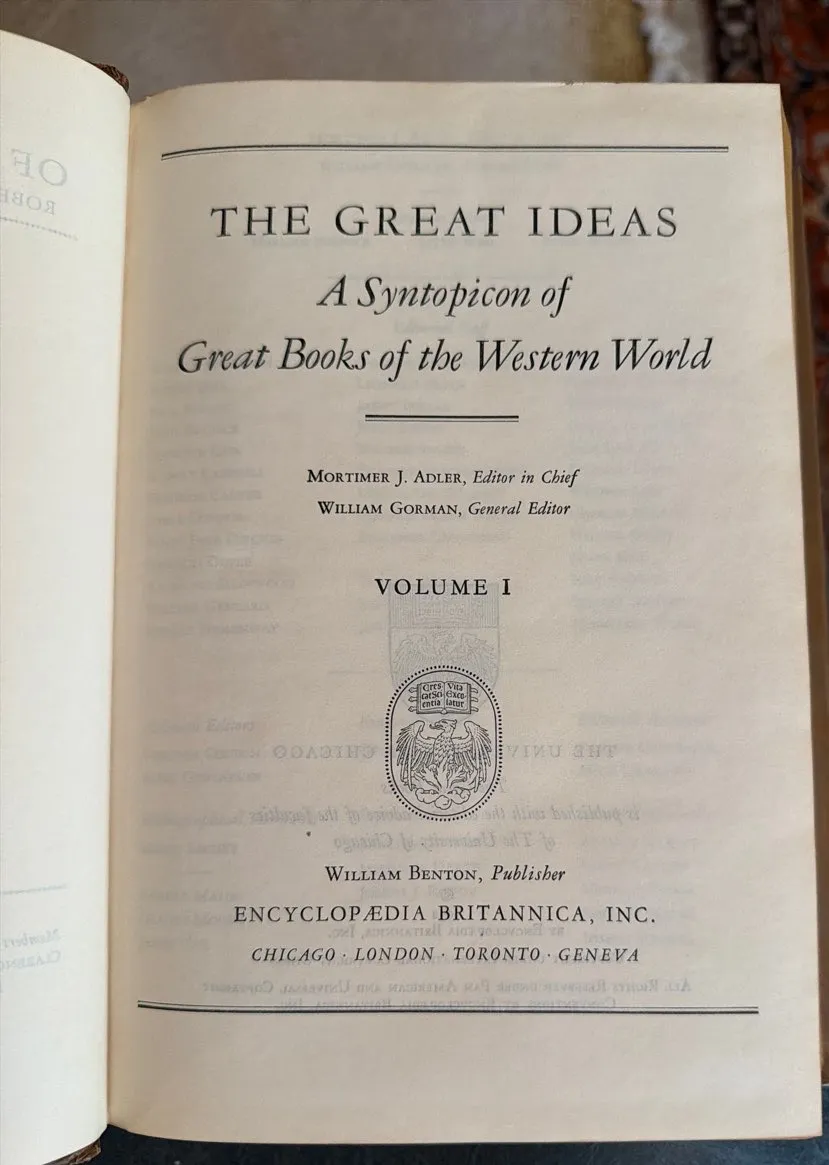 THE GREAT IDEAS
A Syntopicon of
Great Books of the Western World
MORTIMER J. ADLER, Editor in Chief
WILLIAM GORMAN, General Editor
VOLUME I
Cres Vita
cat Sci Exco
entia latur
WILLIAM BENTON, Publisher
ENCYCLOPÆDIA BRITANNICA, INC.
CHICAGO · LONDON · TORONTO · GENEVA